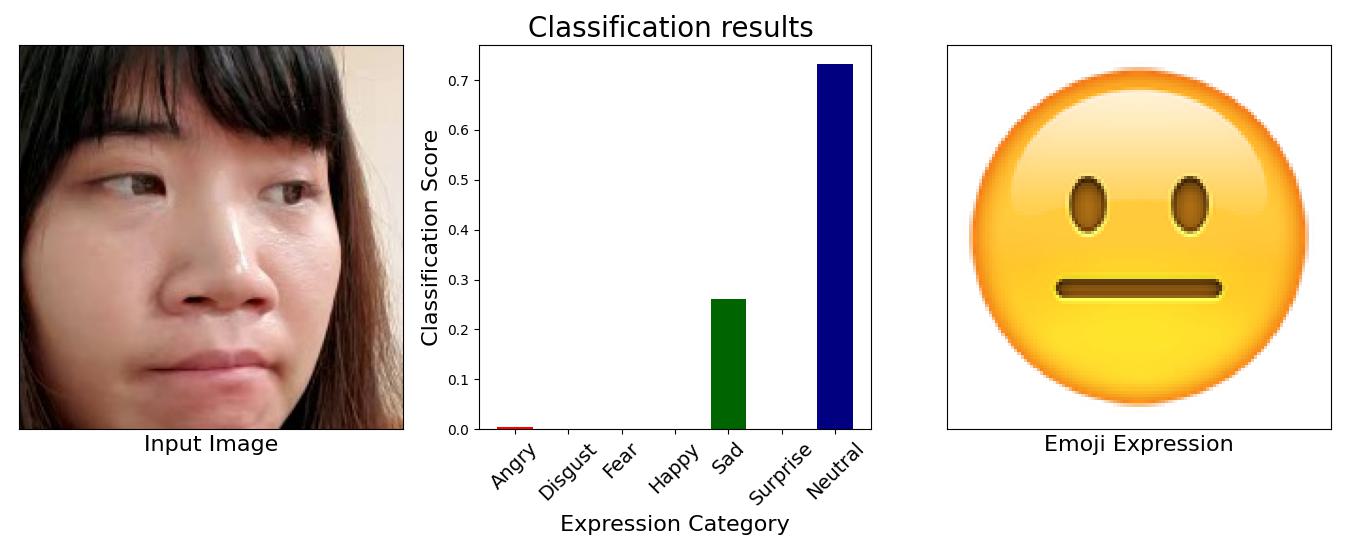 Classification results
Classification Score
0.7
0.6
0.5
0.4
0.3
0.2
0.1
0.0
Angry
Disgust
Fear
Happy
Sad
Surprise
Neutral
Expression Category
Input Image
Emoji Expression